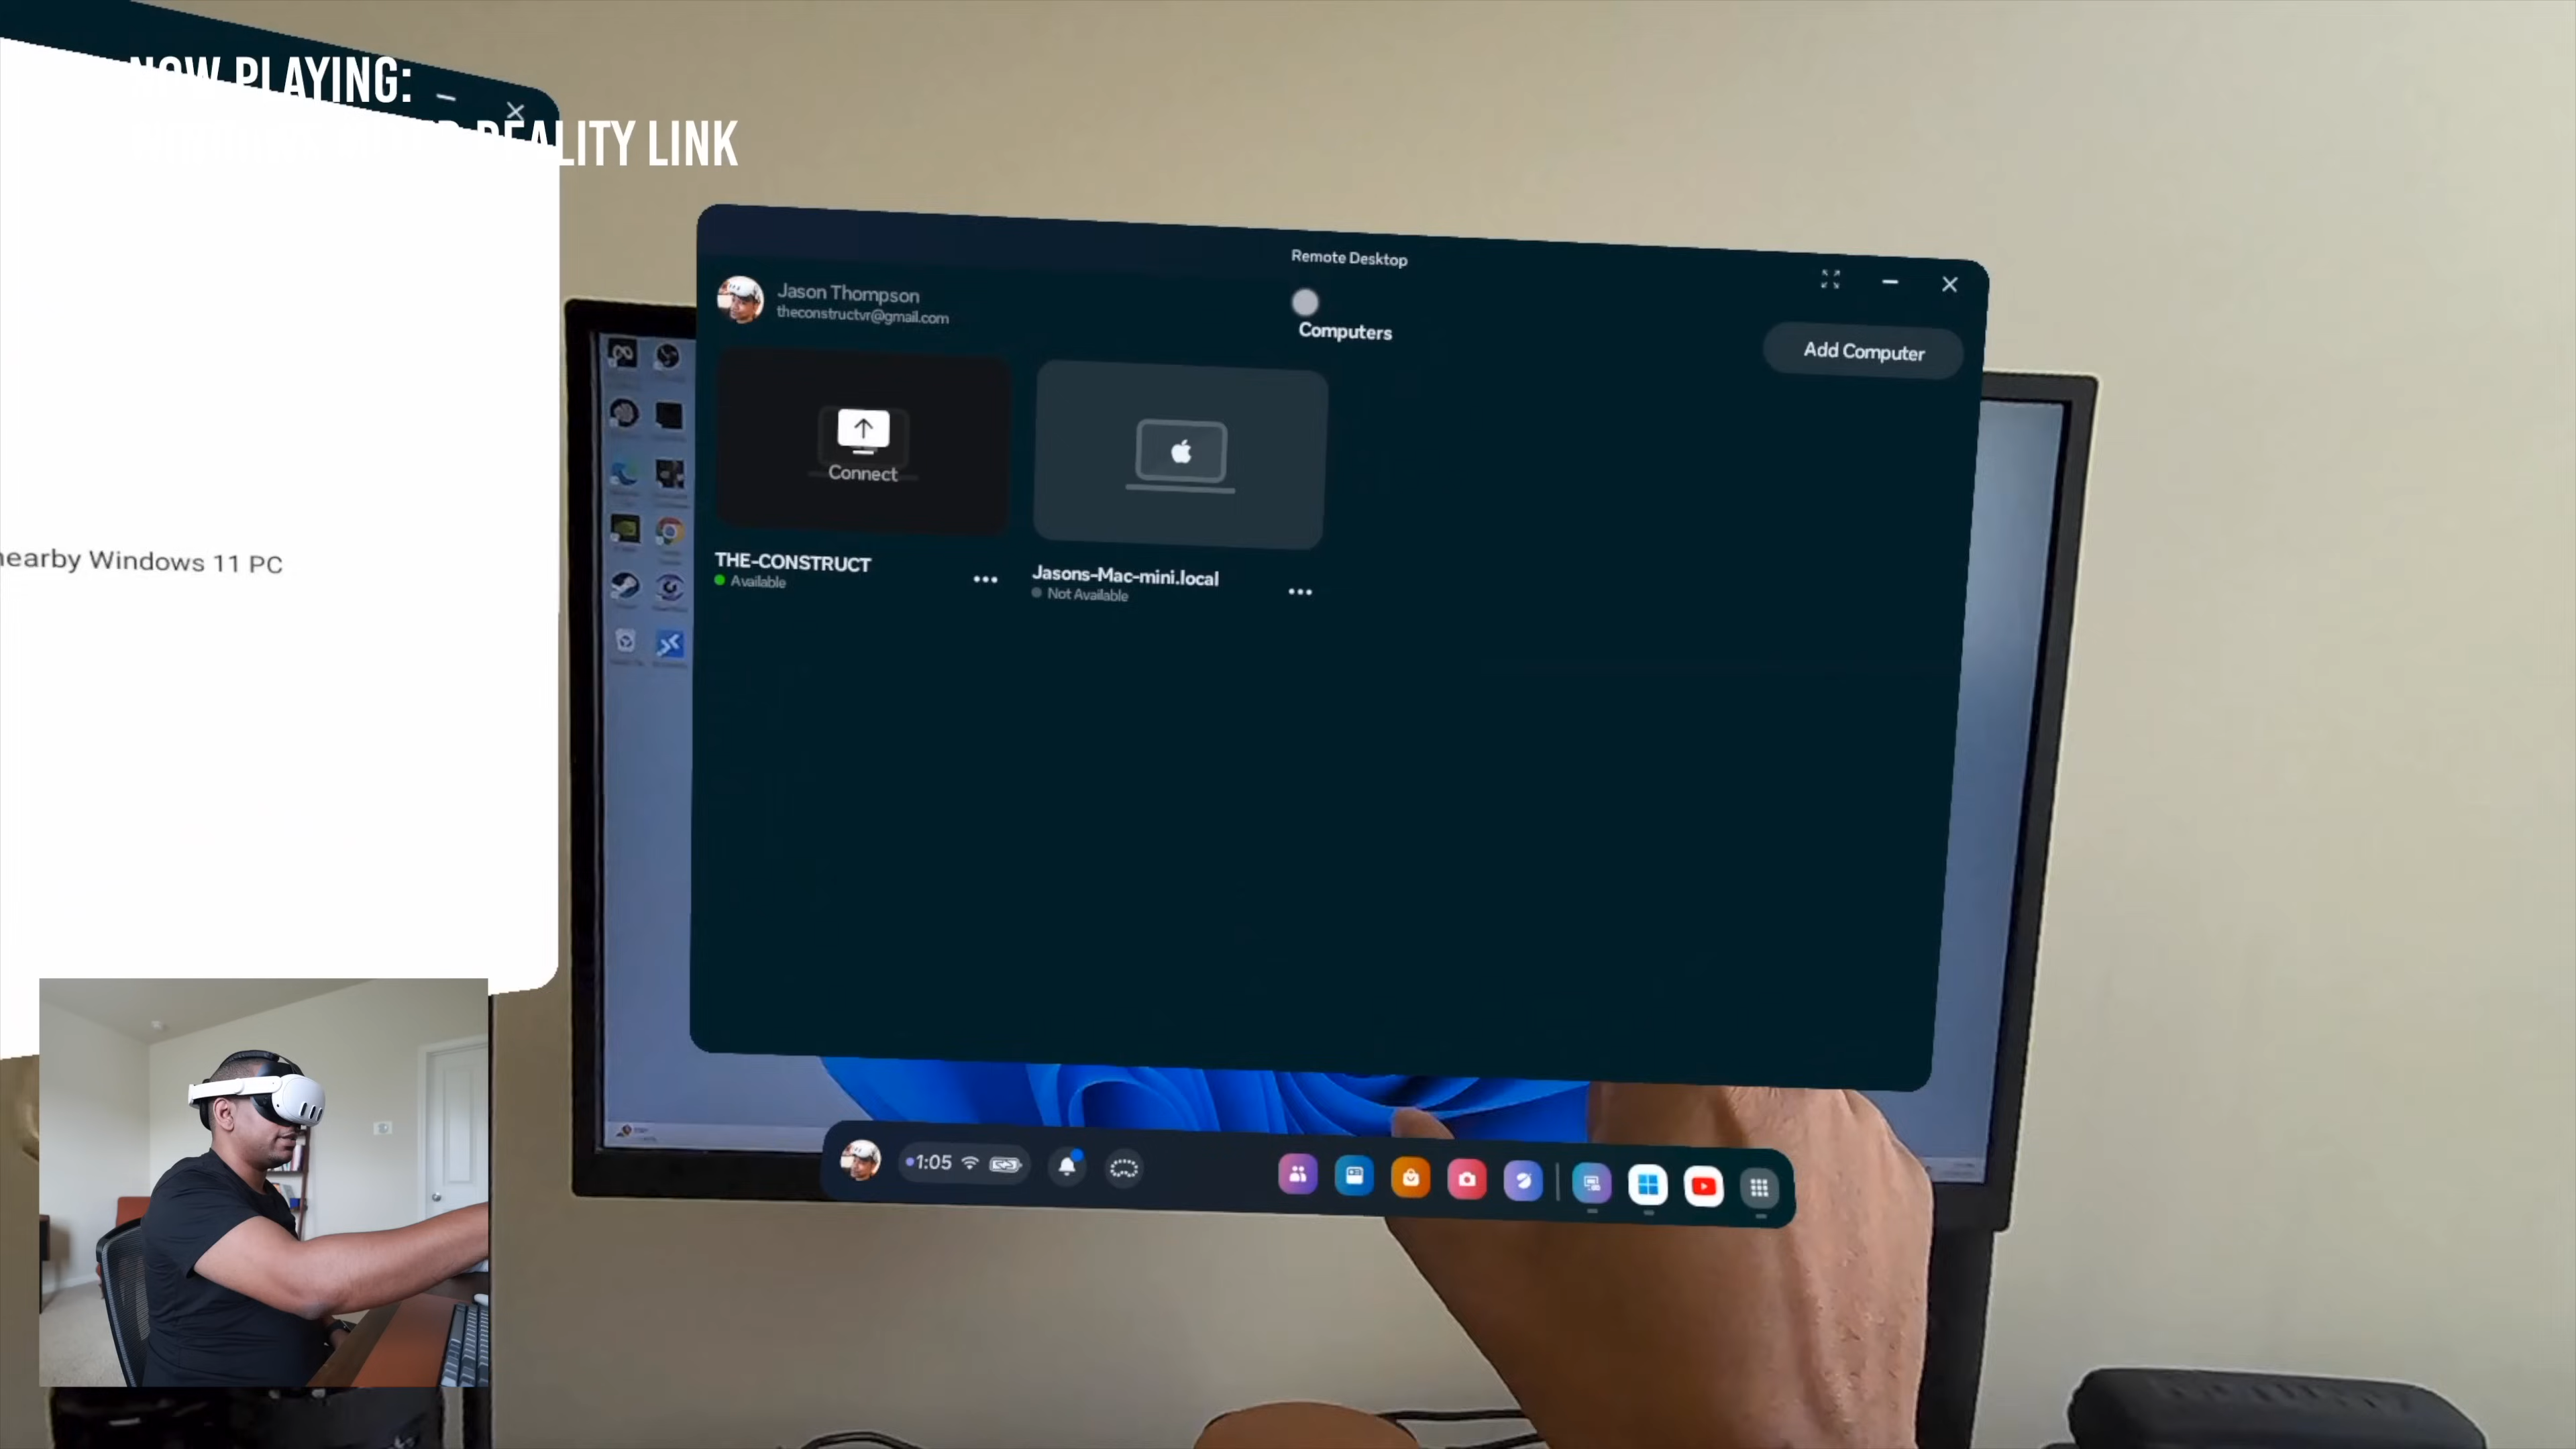 NOW PLAYING:
REALITY LINK
Remote Desktop
Jason Thompson
theconstructvr@gmail.com
Computers
Add Computer
Connect
THE-CONSTRUCT
Available
Jasons-Mac-mini.local
Not Available
nearby Windows 11 PC
1:05